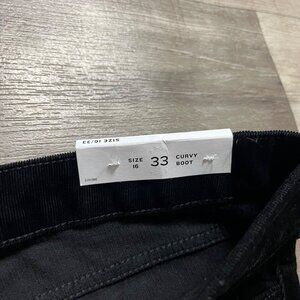 SIZE 16/33
SIZE 16
33
CURVY BOOT